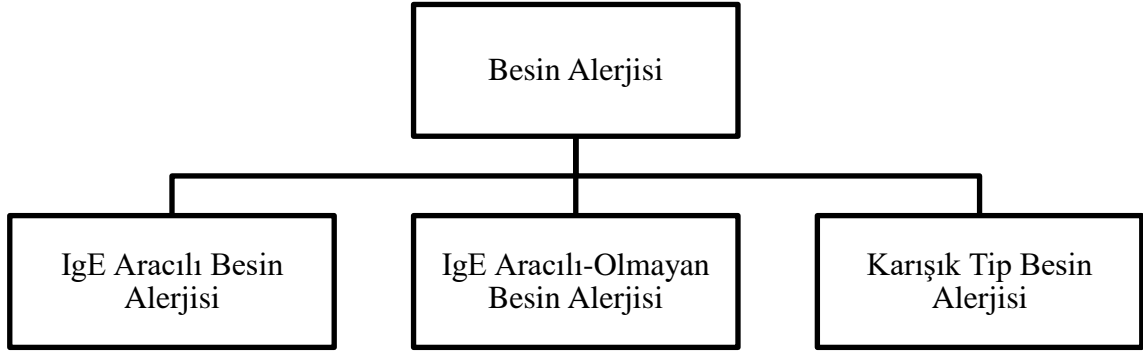 Besin Alerjisi
IgE Aracılı Besin
Alerjisi
IgE Aracılı-Olmayan
Besin Alerjisi
Karışık Tip Besin
Alerjisi